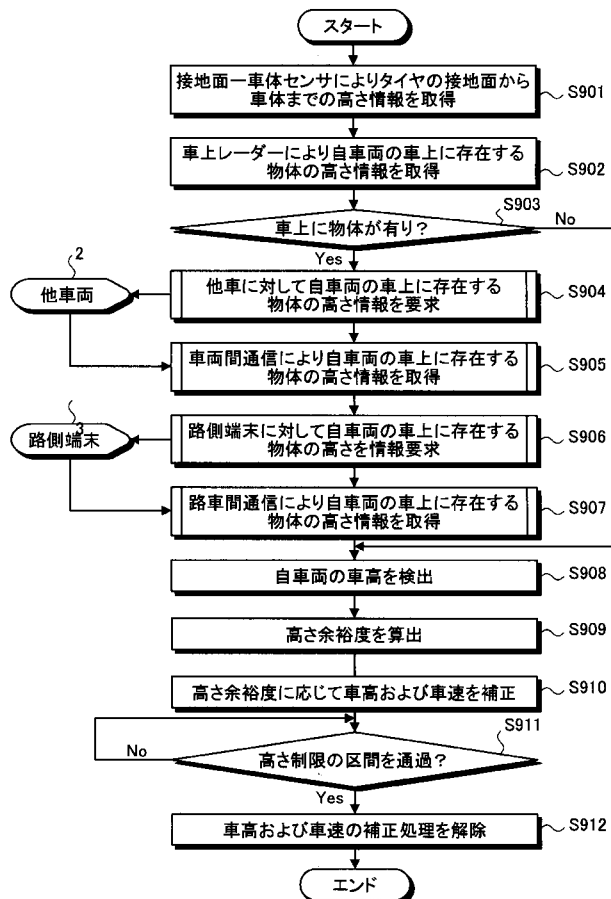 スタート
接地面ー車体センサによりタイヤの接地面から
車体までの高さ情報を取得
S901
車上レーダーにより自車両の車上に存在する
物体の高さ情報を取得
S902
S903
車上に物体が有り?
No
Yes
2
他車両
他車に対して自車両の車上に存在する
物体の高さ情報を要求
S904
車両間通信により自車両の車上に存在する
物体の高さ情報を取得
S905
3
路側端末
路側端末に対して自車両の車上に存在する
物体の高さを情報要求
S906
路車間通信により自車両の車上に存在する
物体の高さ情報を取得
S907
自車両の車高を検出
S908
高さ余裕度を算出
S909
高さ余裕度に応じて車高および車速を補正
S910
S911
No
高さ制限の区間を通過?
Yes
車高および車速の補正処理を解除
S912
エンド